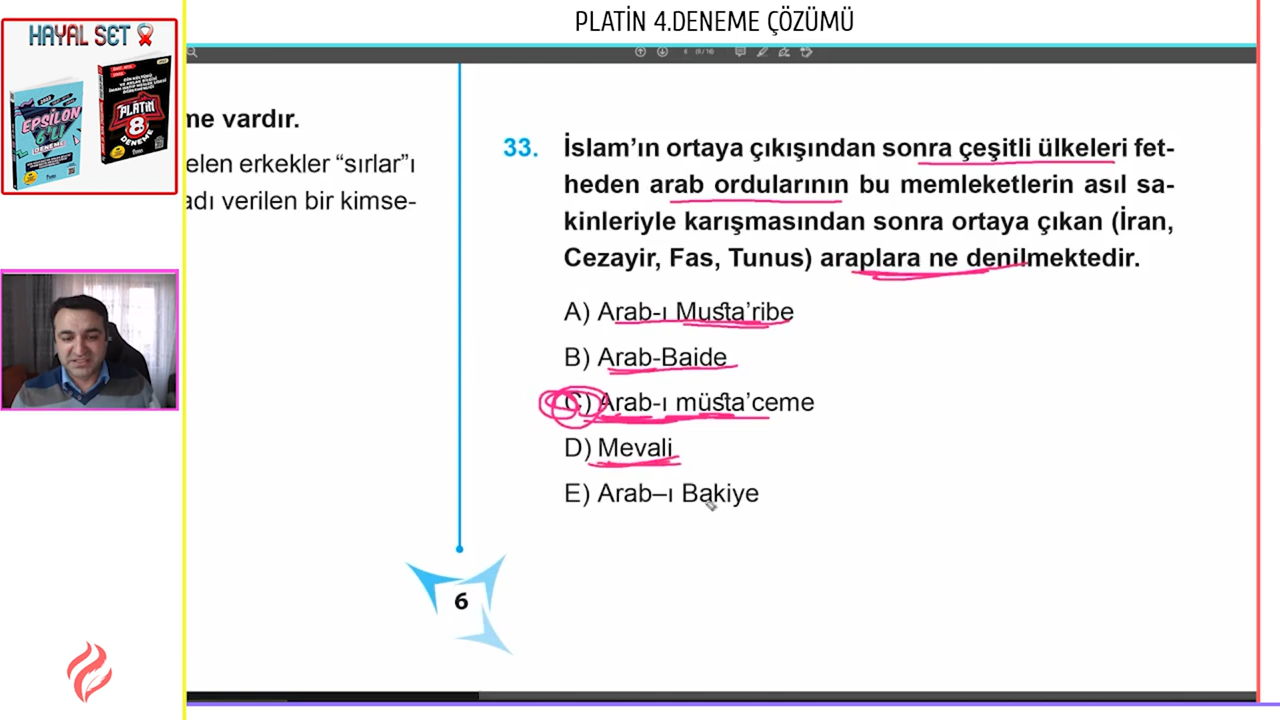 PLATİN 4.DENEME ÇÖZÜMÜ
HAYAL SET
EPSİLON
6'LI
DENEME
PLATİN
8
DENEME
me vardır.
elen erkekler “sırlar”ı
adı verilen bir kimse-
33. İslam’ın ortaya çıkışından sonra çeşitli ülkeleri fet-
heden arab ordularının bu memleketlerin asıl sa-
kinleriyle karışmasından sonra ortaya çıkan (İran,
Cezayir, Fas, Tunus) araplara ne denilmektedir.
A) Arab-ı Musta’ribe
B) Arab-Baide
C) Arab-ı müsta’ceme
D) Mevali
E) Arab–ı Bakiye
6